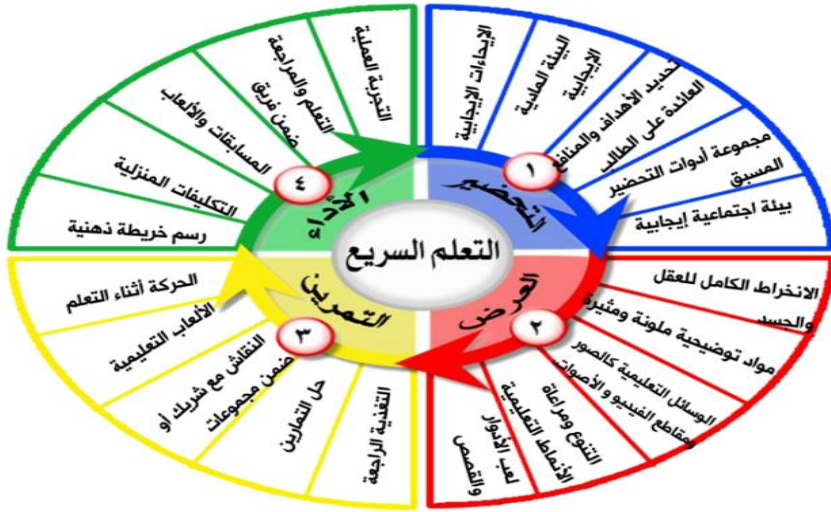 التعلم السريع
١
التحضير
الإيحاءات الإيجابية
البيئة المادية
الإيجابية
تحديد الأهداف والمنافع
العائدة على الطالب
مجموعة أدوات التحضير
المسبق
بيئة اجتماعية إيجابية
٢
العرض
الانخراط الكامل للعقل
والجسد
مواد توضيحية ملونة ومثيرة
الوسائل التعليمية كالصور
ومقاطع الفيديو و الأصوات
التنوع ومراعاة
الأنماط التعليمية
لعب الأدوار
والقصص
٣
التمرين
التغذية الراجعة
حل التمارين
النقاش مع شريك أو
ضمن مجموعات
الألعاب التعليمية
الحركة أثناء التعلم
٤
الأداء
رسم خريطة ذهنية
التكليفات المنزلية
المسابقات والألعاب
التعلم والمراجعة
ضمن فريق
التجربة العملية